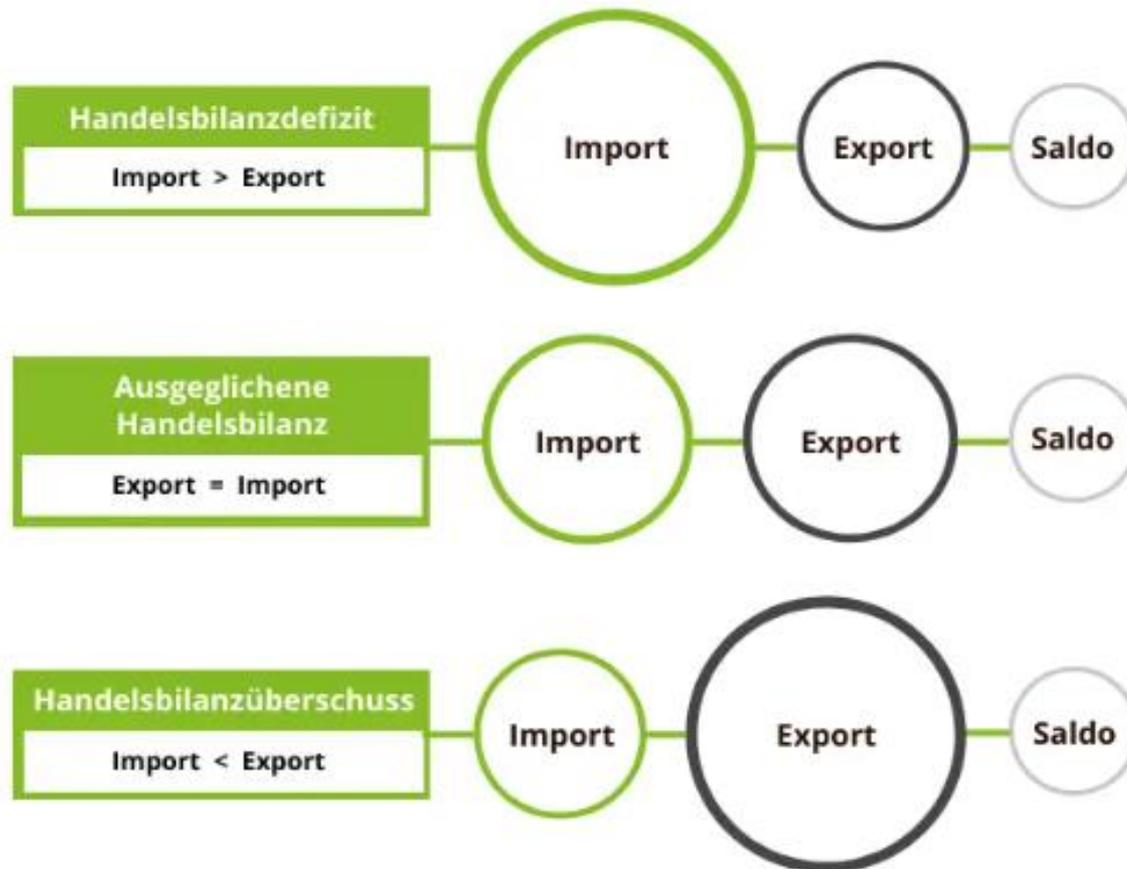 Handelsbilanzdefizit
Import > Export
Import
Export
Saldo
Ausgeglichene
Handelsbilanz
Export = Import
Import
Export
Saldo
Handelsbilanzüberschuss
Import < Export
Import
Export
Saldo